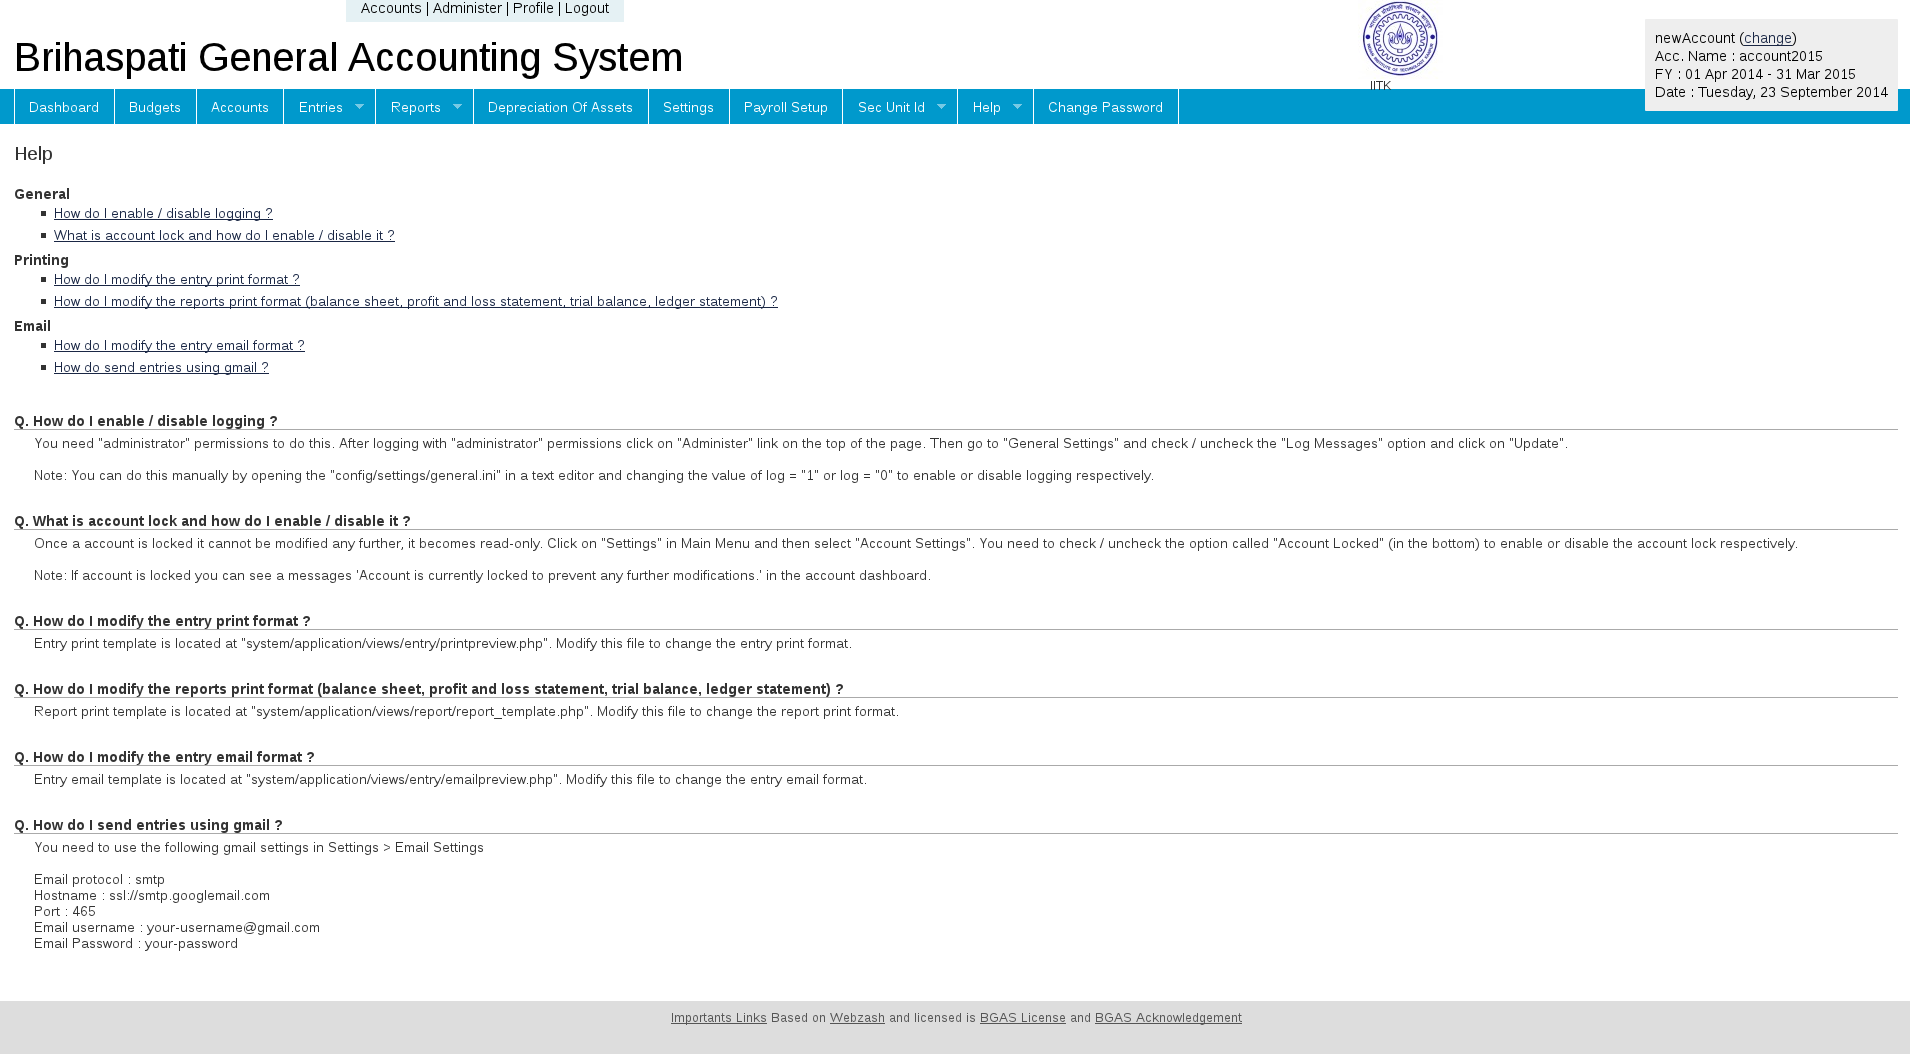 Accounts | Administer | Profile | Logout
Brihaspati General Accounting System
IITK
newAccount (change)
Acc. Name : account2015
FY : 01 Apr 2014 - 31 Mar 2015
Date : Tuesday, 23 September 2014
Dashboard Budgets Accounts Entries Reports Depreciation Of Assets Settings Payroll Setup Sec Unit Id Help Change Password
Help
General
How do I enable / disable logging ?
What is account lock and how do I enable / disable it ?
Printing
How do I modify the entry print format ?
How do I modify the reports print format (balance sheet, profit and loss statement, trial balance, ledger statement) ?
Email
How do I modify the entry email format ?
How do send entries using gmail ?
Q. How do I enable / disable logging ?
You need "administrator" permissions to do this. After logging with "administrator" permissions click on "Administer" link on the top of the page. Then go to "General Settings" and check / uncheck the "Log Messages" option and click on "Update".
Note: You can do this manually by opening the "config/settings/general.ini" in a text editor and changing the value of log = "1" or log = "0" to enable or disable logging respectively.
Q. What is account lock and how do I enable / disable it ?
Once a account is locked it cannot be modified any further, it becomes read-only. Click on "Settings" in Main Menu and then select "Account Settings". You need to check / uncheck the option called "Account Locked" (in the bottom) to enable or disable the account lock respectively.
Note: If account is locked you can see a messages 'Account is currently locked to prevent any further modifications.' in the account dashboard.
Q. How do I modify the entry print format ?
Entry print template is located at "system/application/views/entry/printpreview.php". Modify this file to change the entry print format.
Q. How do I modify the reports print format (balance sheet, profit and loss statement, trial balance, ledger statement) ?
Report print template is located at "system/application/views/report/report_template.php". Modify this file to change the report print format.
Q. How do I modify the entry email format ?
Entry email template is located at "system/application/views/entry/emailpreview.php". Modify this file to change the entry email format.
Q. How do I send entries using gmail ?
You need to use the following gmail settings in Settings > Email Settings
Email protocol : smtp
Hostname : ssl://smtp.googlemail.com
Port : 465
Email username : your-username@gmail.com
Email Password : your-password
Importants Links Based on Webzash and licensed is BGAS License and BGAS Acknowledgement